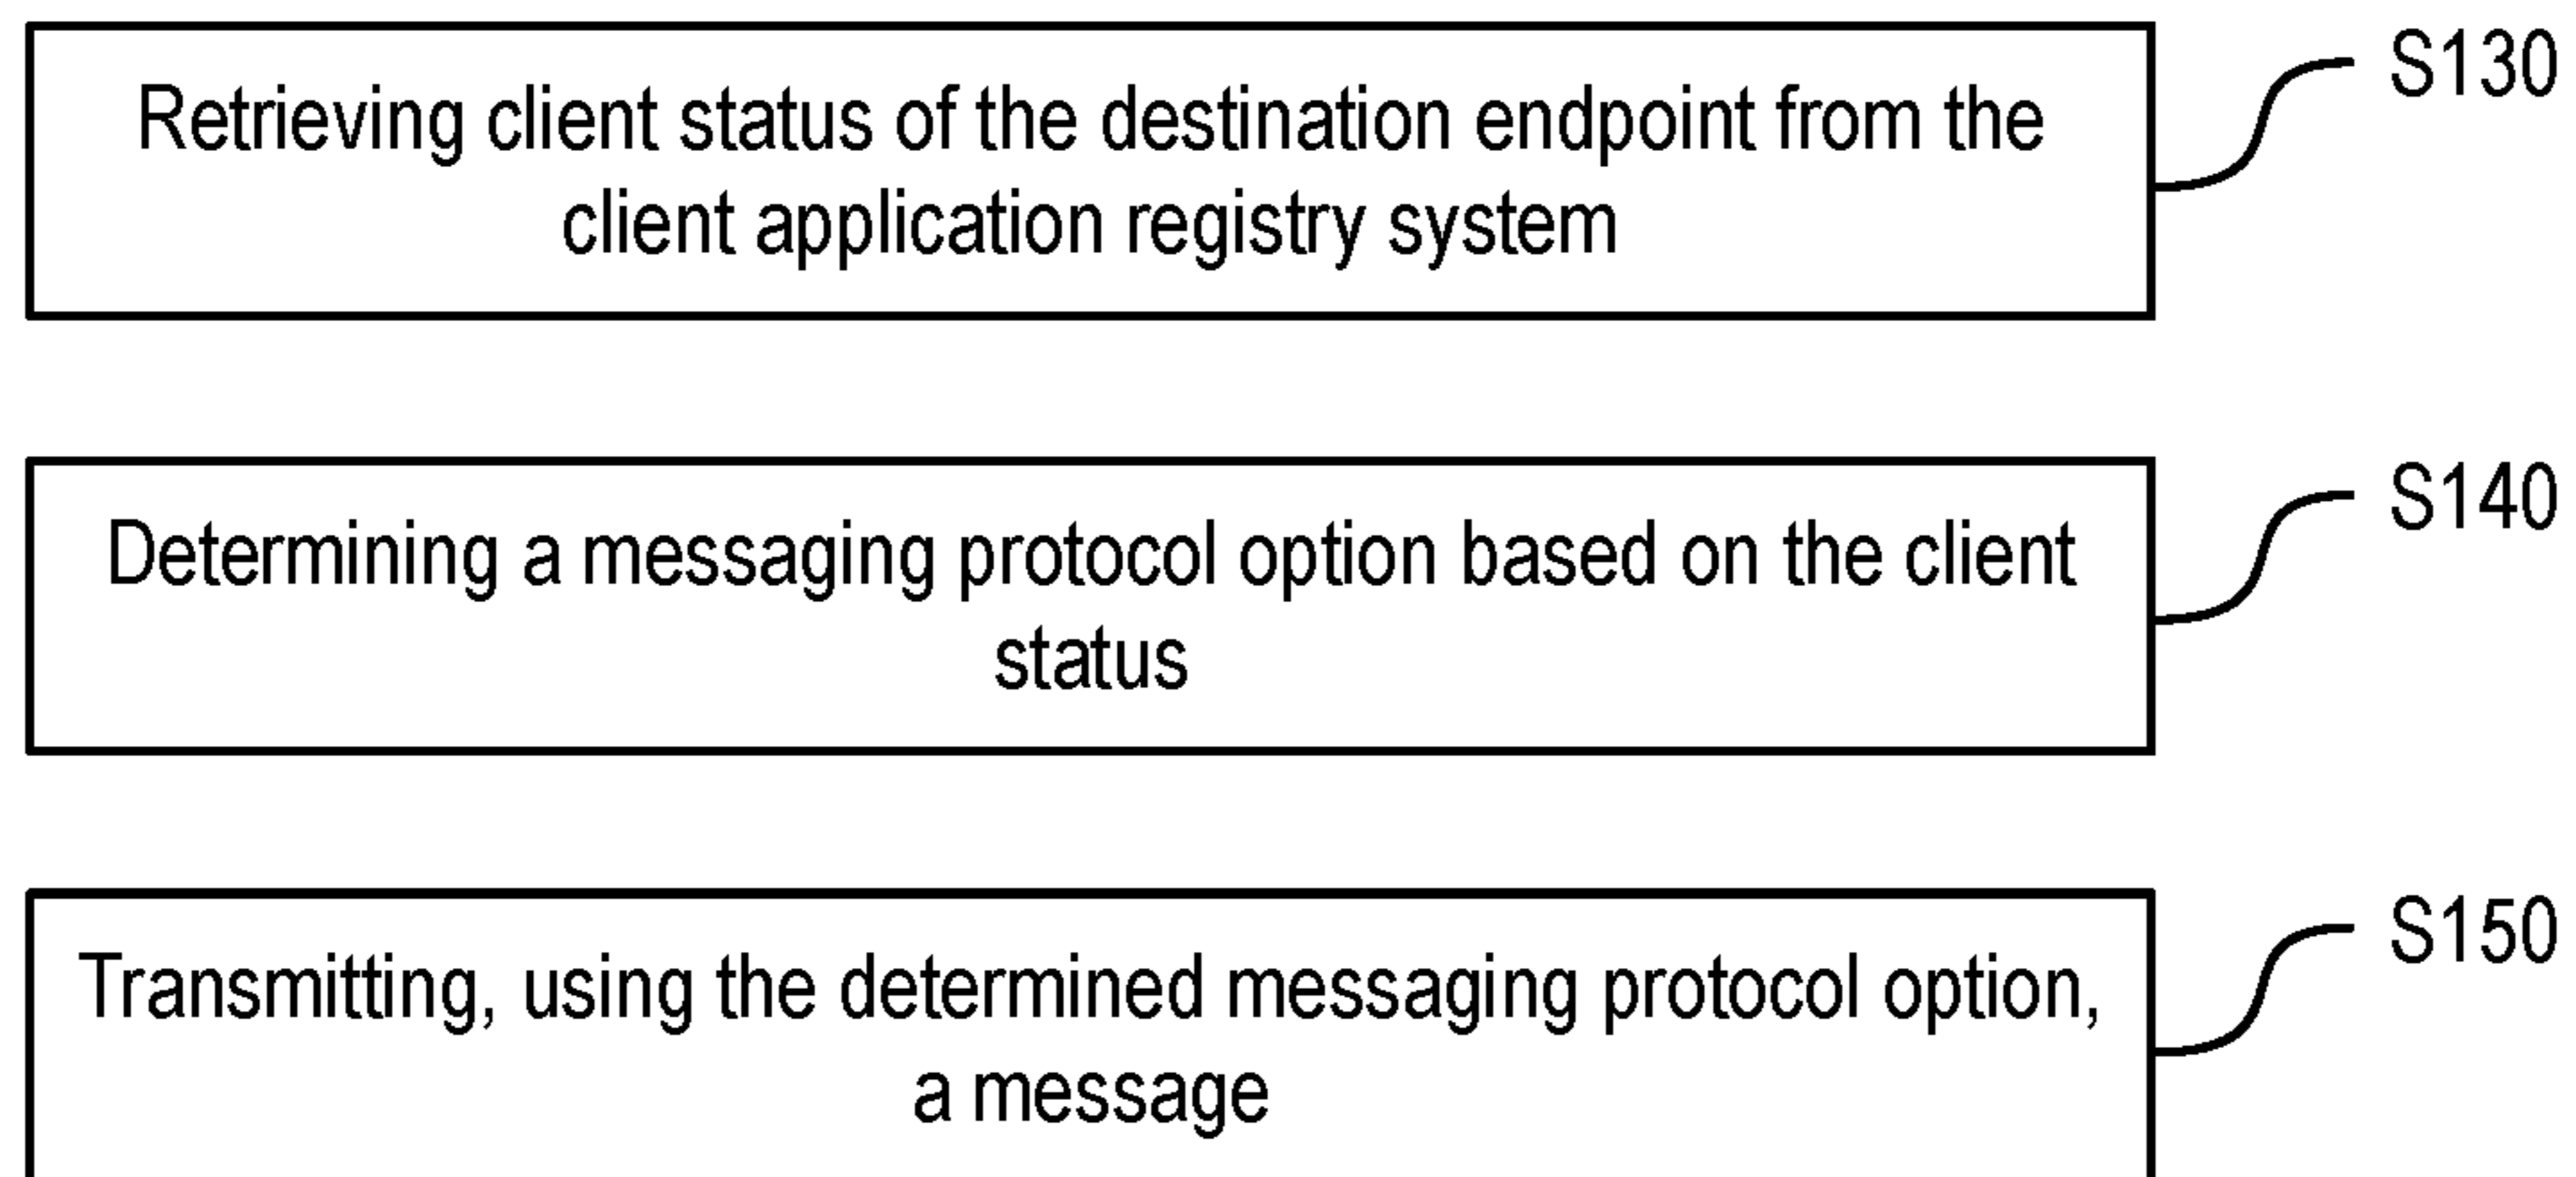 Retrieving client status of the destination endpoint from the
client application registry system
S130
Determining a messaging protocol option based on the client
status
S140
Transmitting, using the determined messaging protocol option,
a message
S150